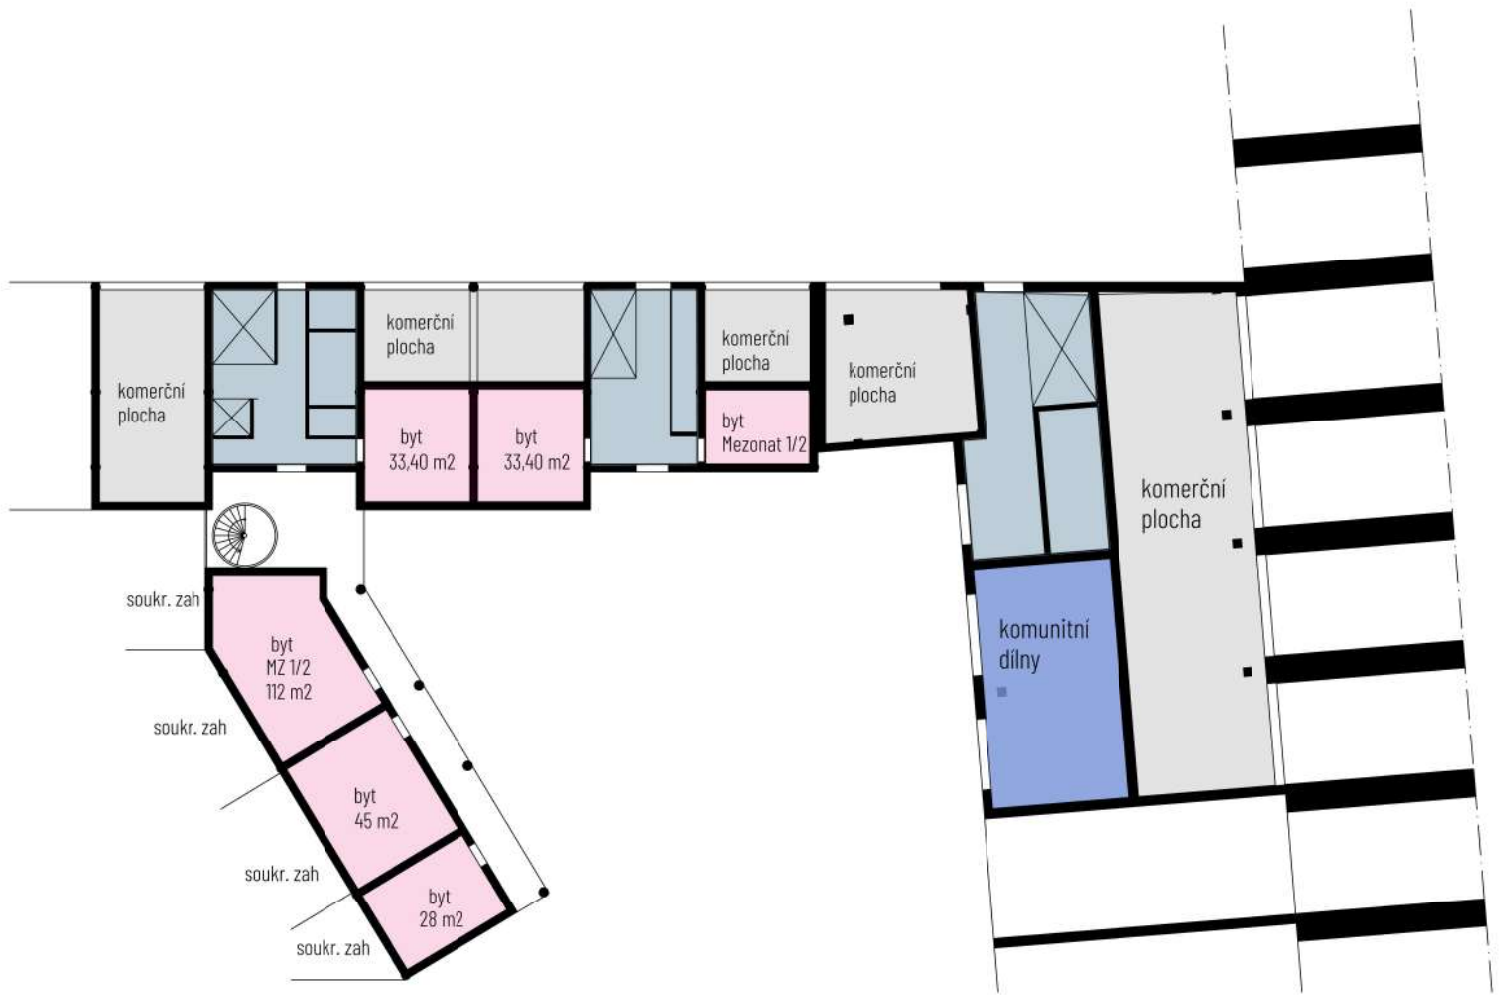 komerční
plocha
komerční
plocha
komerční
plocha
komerční
plocha
byt
33,40 m2
byt
33,40 m2
byt
Mezonat 1/2
komerční
plocha
komunitní
dílny
soukr. zah
byt
MZ 1/2
112 m2
soukr. zah
byt
45 m2
soukr. zah
byt
28 m2
soukr. zah